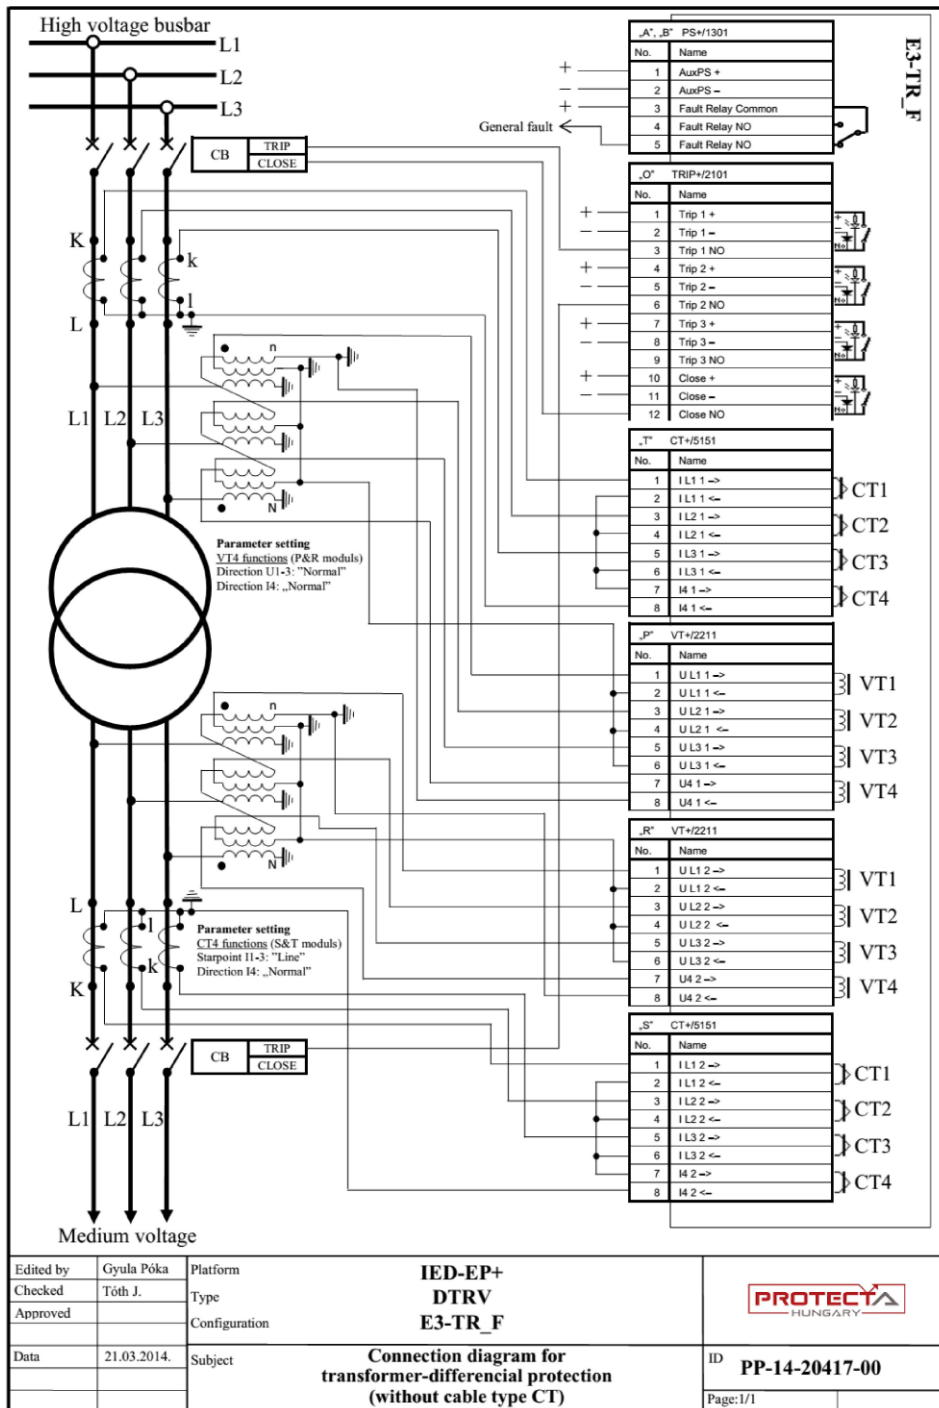 High voltage busbar
L1
L2
L3
CB
TRIP
CLOSE
K
k
l
L
n
L1 L2 L3
N
Parameter setting
VT4 functions (P&R moduls)
Direction U1-3: "Normal"
Direction I4: „Normal"
n
N
L
l
k
K
Parameter setting
CT4 functions (S&T moduls)
Starpoint I1-3: "Line"
Direction I4: „Normal"
CB
TRIP
CLOSE
L1 L2 L3
Medium voltage
E3-TR_F
+
−
+
General fault
„A", „B" PS+/1301
No. Name
1 AuxPS +
2 AuxPS −
3 Fault Relay Common
4 Fault Relay NO
5 Fault Relay NO
„O" TRIP+/2101
No. Name
+ 1 Trip 1 +
− 2 Trip 1 −
3 Trip 1 NO
+ 4 Trip 2 +
− 5 Trip 2 −
6 Trip 2 NO
+ 7 Trip 3 +
− 8 Trip 3 −
9 Trip 3 NO
+ 10 Close +
− 11 Close −
12 Close NO
„T" CT+/5151
No. Name
1 I L1 1 −>
2 I L1 1 <−
3 I L2 1 −>
4 I L2 1 <−
5 I L3 1 −>
6 I L3 1 <−
7 I4 1 −>
8 I4 1 <−
CT1
CT2
CT3
CT4
„P" VT+/2211
No. Name
1 U L1 1 −>
2 U L1 1 <−
3 U L2 1 −>
4 U L2 1 <−
5 U L3 1 −>
6 U L3 1 <−
7 U4 1 −>
8 U4 1 <−
VT1
VT2
VT3
VT4
„R" VT+/2211
No. Name
1 U L1 2 −>
2 U L1 2 <−
3 U L2 2 −>
4 U L2 2 <−
5 U L3 2 −>
6 U L3 2 <−
7 U4 2 −>
8 U4 2 <−
VT1
VT2
VT3
VT4
„S" CT+/5151
No. Name
1 I L1 2 −>
2 I L1 2 <−
3 I L2 2 −>
4 I L2 2 <−
5 I L3 2 −>
6 I L3 2 <−
7 I4 2 −>
8 I4 2 <−
CT1
CT2
CT3
CT4
Edited by Gyula Póka
Checked Tóth J.
Approved
Data 21.03.2014.
Platform IED-EP+
Type DTRV
Configuration E3-TR_F
Subject Connection diagram for
transformer-differencial protection
(without cable type CT)
PROTECTA
HUNGARY
ID PP-14-20417-00
Page:1/1